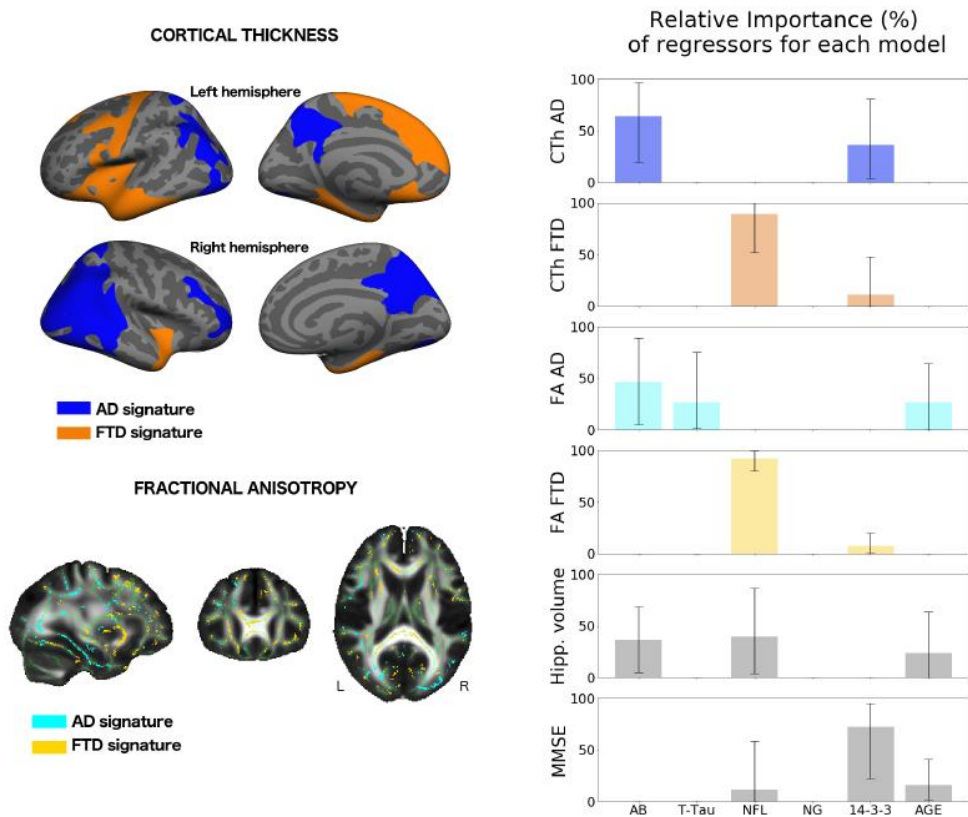 CORTICAL THICKNESS
Left hemisphere
Right hemisphere
AD signature
FTD signature
FRACTIONAL ANISOTROPY
L
R
AD signature
FTD signature
Relative Importance (%)
of regressors for each model
CTh AD
100
50
0
CTh FTD
100
50
0
FA AD
100
50
0
FA FTD
100
50
0
Hipp. volume
100
50
0
MMSE
100
50
0
AB T-Tau NFL NG 14-3-3 AGE